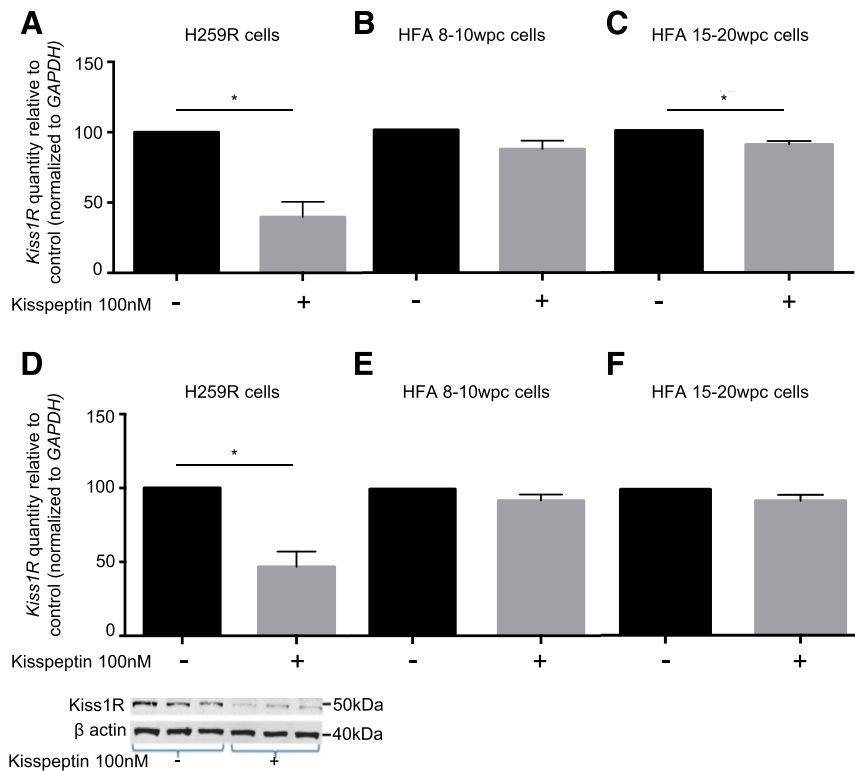 A
H259R cells
B
HFA 8-10wpc cells
C
HFA 15-20wpc cells
Kiss1R quantity relative to
control (normalized to GAPDH)
150
100
50
0
*
*
Kisspeptin 100nM - + - + - +
D
H259R cells
E
HFA 8-10wpc cells
F
HFA 15-20wpc cells
Kiss1R quantity relative to
control (normalized to GAPDH)
150
100
50
0
*
Kisspeptin 100nM - + - + - +
Kiss1R -50kDa
β actin -40kDa
Kisspeptin 100nM - +